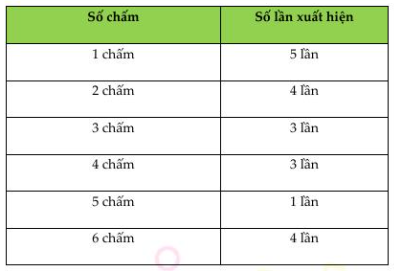 Số chấm Số lần xuất hiện
1 chấm 5 lần
2 chấm 4 lần
3 chấm 3 lần
4 chấm 3 lần
5 chấm 1 lần
6 chấm 4 lần